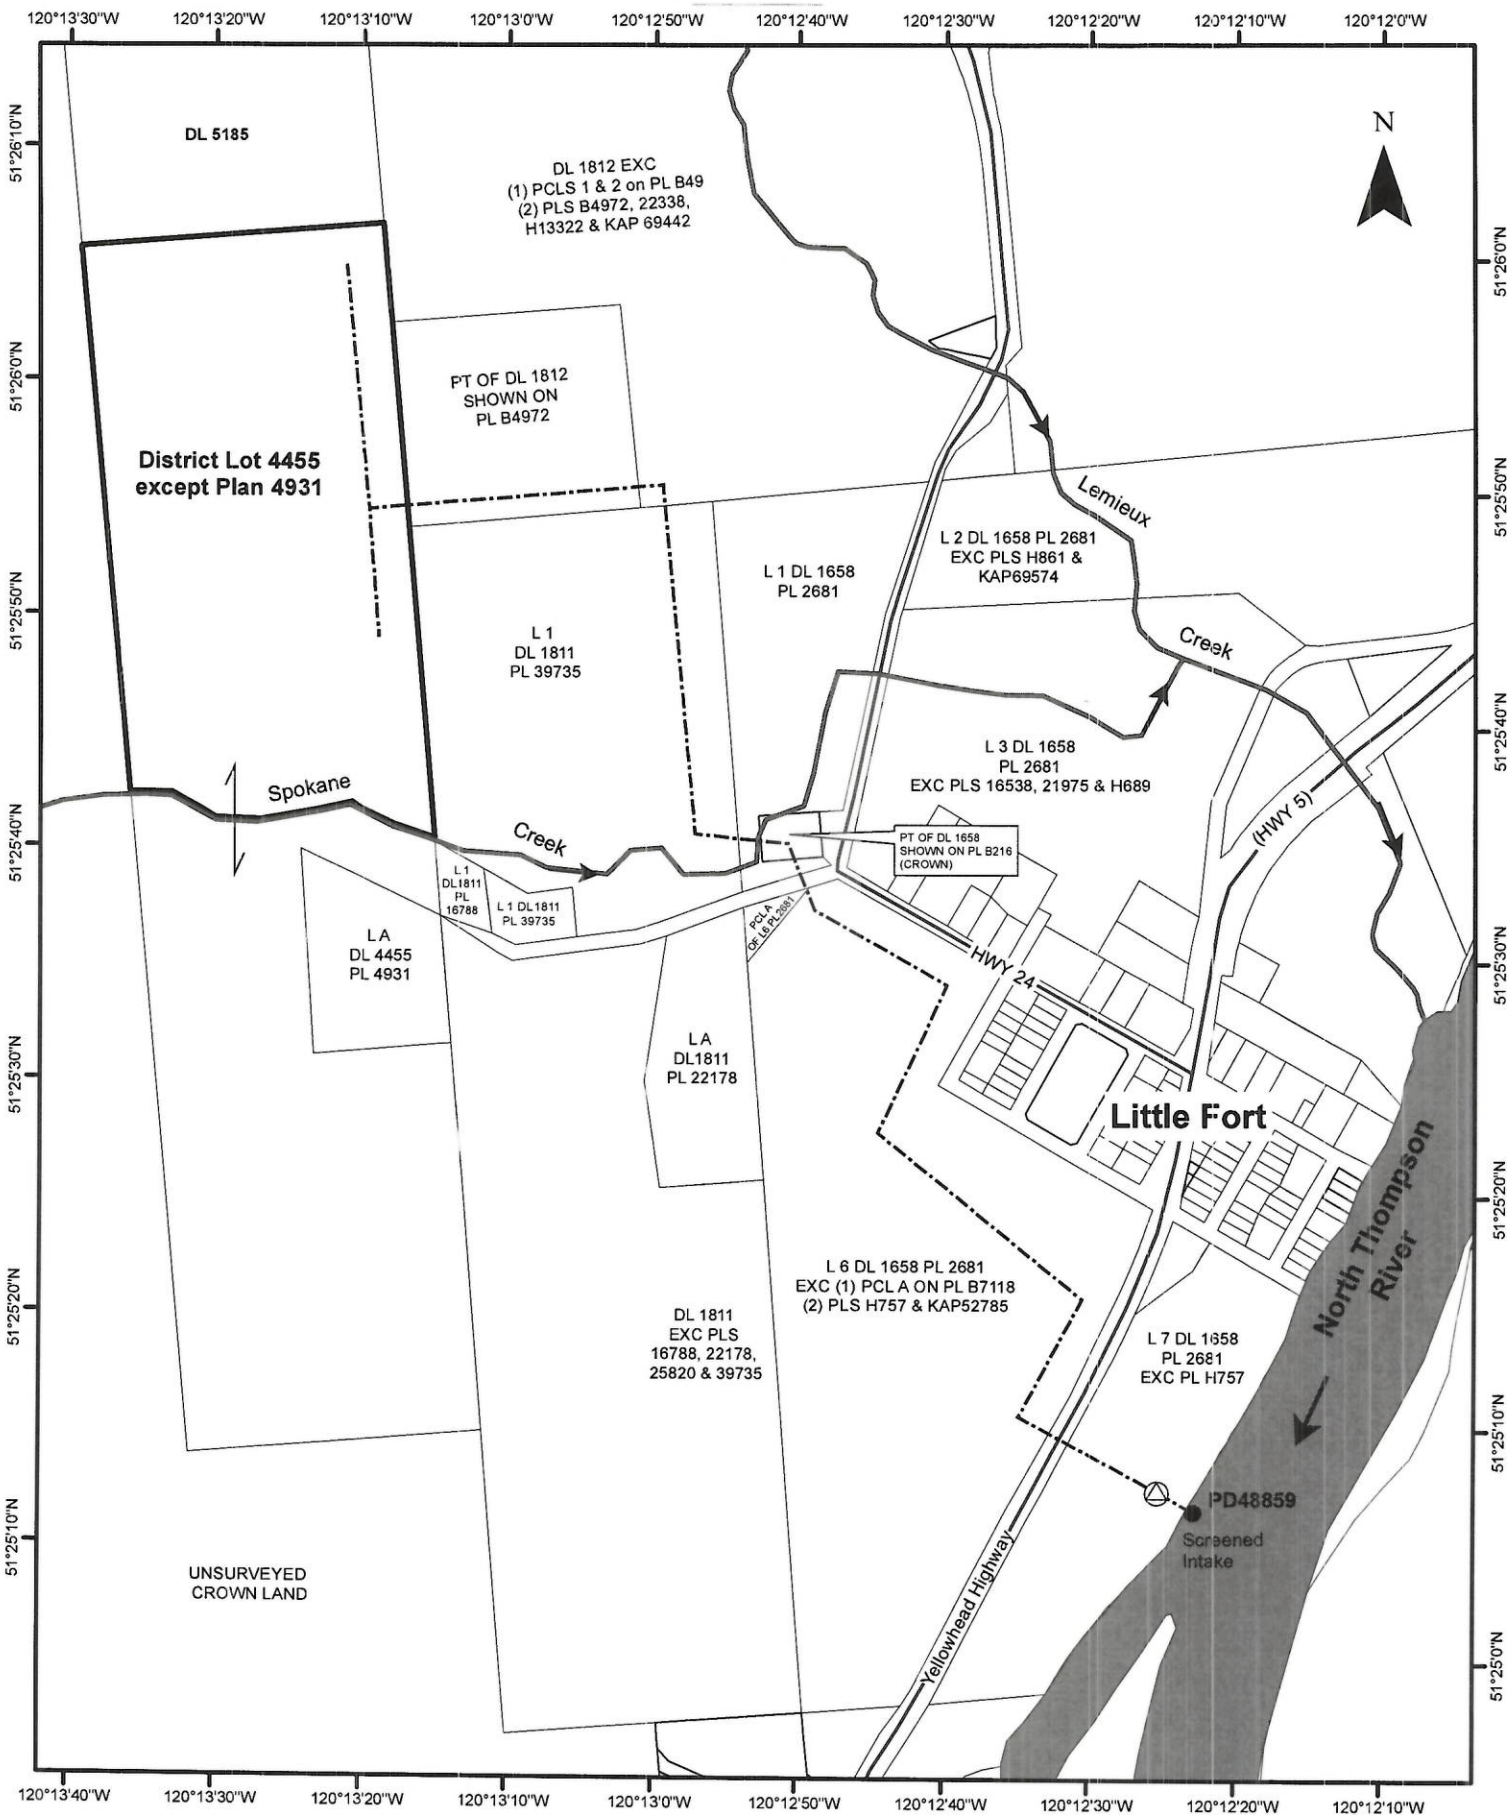 120°13'30"W 120°13'20"W 120°13'10"W 120°13'0"W 120°12'50"W 120°12'40"W 120°12'30"W 120°12'20"W 120°12'10"W 120°12'0"W
N
51°26'10"N
51°26'0"N
51°25'50"N
51°25'40"N
51°25'30"N
51°25'20"N
51°25'10"N
DL 5185
DL 1812 EXC
(1) PCLS 1 & 2 on PL B49
(2) PLS B4972, 22338,
H13322 & KAP 69442
PT OF DL 1812
SHOWN ON
PL B4972
District Lot 4455
except Plan 4931
Lemieux
Creek
L 2 DL 1658 PL 2681
EXC PLS H861 &
KAP69574
L 1 DL 1658
PL 2681
L 1
DL 1811
PL 39735
L 3 DL 1658
PL 2681
EXC PLS 16538, 21975 & H689
(HWY 5)
Spokane
Creek
PT OF DL 1658
SHOWN ON PL B216
(CROWN)
L 1
DL1811
PL
16788
L 1 DL1811
PL 39735
PCL A
OF L6 PL2681
L A
DL 4455
PL 4931
HWY 24
L A
DL1811
PL 22178
Little Fort
North Thompson
River
L 6 DL 1658 PL 2681
EXC (1) PCL A ON PL B7118
(2) PLS H757 & KAP52785
DL 1811
EXC PLS
16788, 22178,
25820 & 39735
L 7 DL 1658
PL 2681
EXC PL H757
PD48859
Screened
Intake
Yellowhead Highway
UNSURVEYED
CROWN LAND
51°26'0"N
51°25'50"N
51°25'40"N
51°25'30"N
51°25'20"N
51°25'10"N
51°25'0"N
120°13'40"W 120°13'30"W 120°13'20"W 120°13'10"W 120°13'0"W 120°12'50"W 120°12'40"W 120°12'30"W 120°12'20"W 120°12'10"W